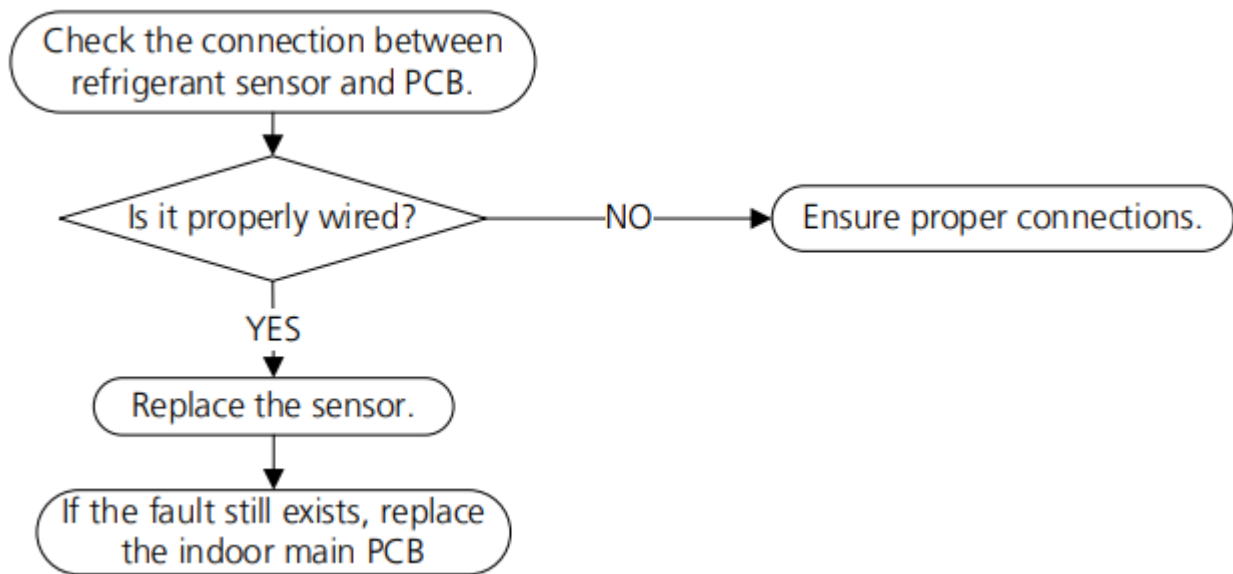 Check the connection between
refrigerant sensor and PCB.
Is it properly wired?
NO
Ensure proper connections.
YES
Replace the sensor.
If the fault still exists, replace
the indoor main PCB